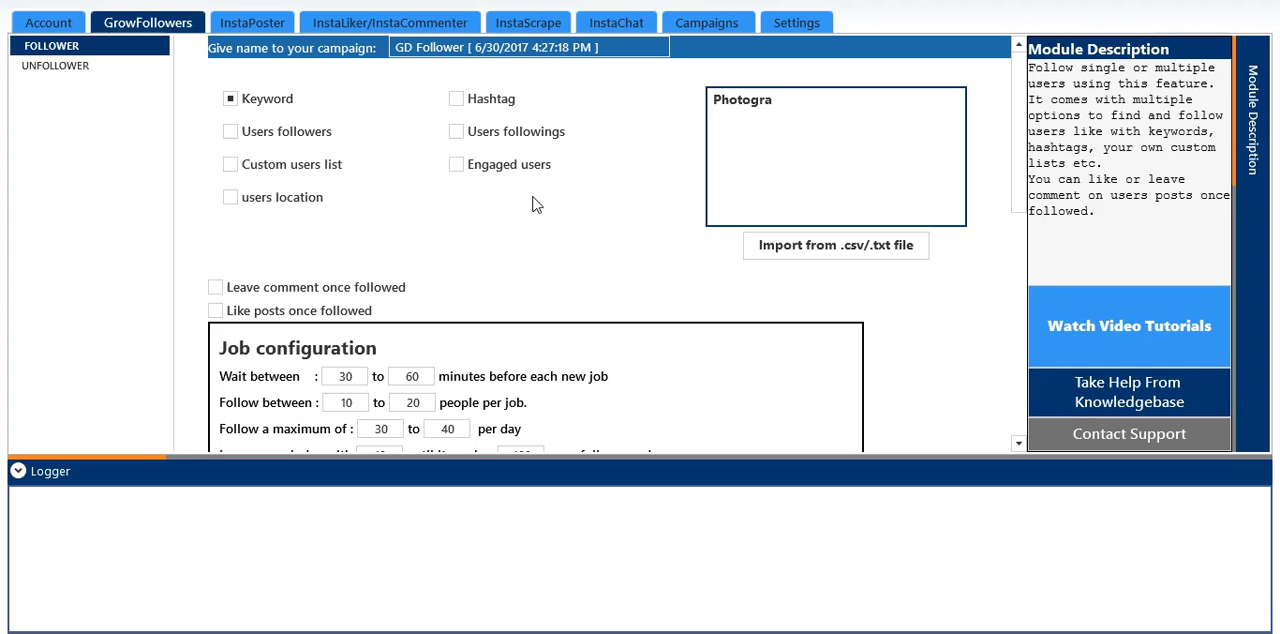 Account GrowFollowers InstaPoster InstaLiker/InstaCommenter InstaScrape InstaChat Campaigns Settings
FOLLOWER
UNFOLLOWER
Give name to your campaign: GD Follower [ 6/30/2017 4:27:18 PM ]
Keyword Hashtag
Users followers Users followings
Custom users list Engaged users
users location
Photogra
Import from .csv/.txt file
Leave comment once followed
Like posts once followed
Job configuration
Wait between : 30 to 60 minutes before each new job
Follow between : 10 to 20 people per job.
Follow a maximum of : 30 to 40 per day
Module Description
Follow single or multiple
users using this feature.
It comes with multiple
options to find and follow
users like with keywords,
hashtags, your own custom
lists etc.
You can like or leave
comment on users posts once
followed.
Watch Video Tutorials
Take Help From
Knowledgebase
Contact Support
Module Description
Logger